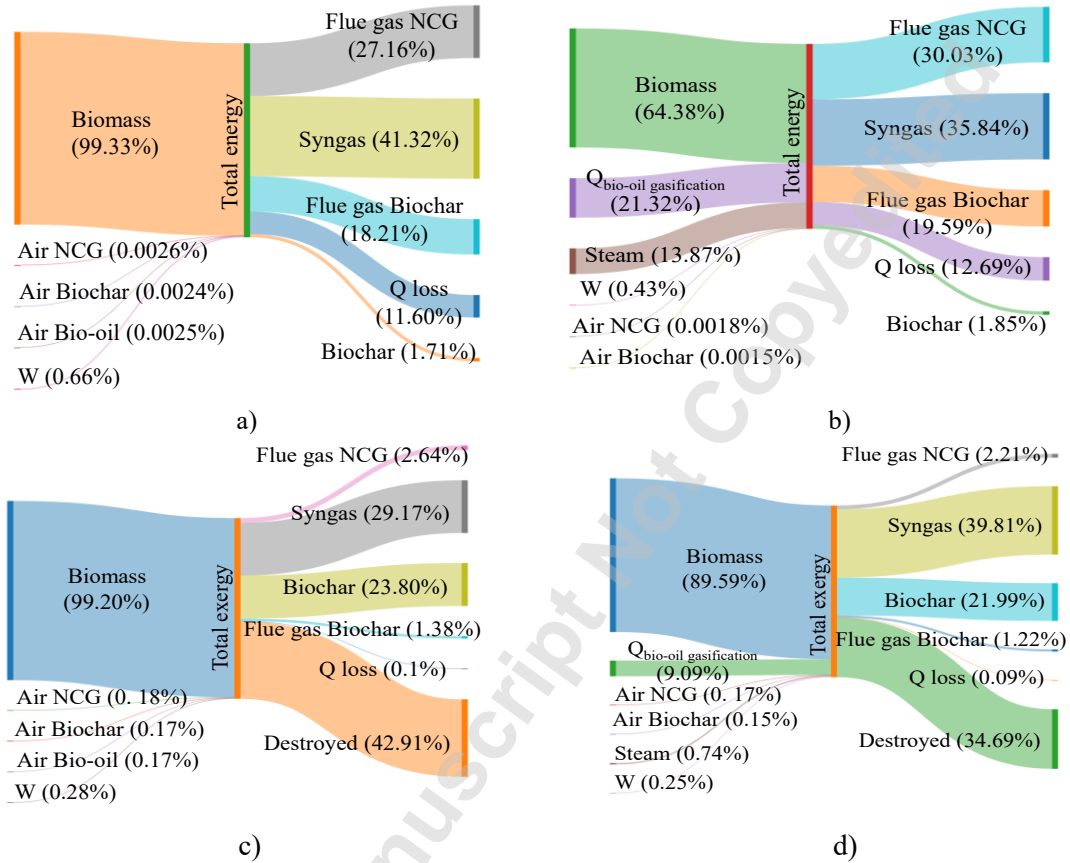 Flue gas NCG
(27.16%)
Biomass
(99.33%)
Total energy
Syngas (41.32%)
Flue gas Biochar
(18.21%)
Air NCG (0.0026%)
Air Biochar (0.0024%)
Q loss
(11.60%)
Air Bio-oil (0.0025%)
Biochar (1.71%)
W (0.66%)
a)
Flue gas NCG
(30.03%)
Biomass
(64.38%)
Total energy
Syngas (35.84%)
Qbio-oil gasification
(21.32%)
Flue gas Biochar
(19.59%)
Steam (13.87%)
Q loss (12.69%)
W (0.43%)
Air NCG (0.0018%)
Biochar (1.85%)
Air Biochar (0.0015%)
b)
Flue gas NCG (2.64%)
Syngas (29.17%)
Biomass
(99.20%)
Total exergy
Biochar (23.80%)
Flue gas Biochar (1.38%)
Q loss (0.1%)
Air NCG (0. 18%)
Air Biochar (0.17%)
Destroyed (42.91%)
Air Bio-oil (0.17%)
W (0.28%)
c)
Flue gas NCG (2.21%)
Syngas (39.81%)
Biomass
(89.59%)
Total exergy
Biochar (21.99%)
Flue gas Biochar (1.22%)
Qbio-oil gasification
(9.09%)
Q loss (0.09%)
Air NCG (0. 17%)
Air Biochar (0.15%)
Destroyed (34.69%)
Steam (0.74%)
W (0.25%)
d)
nuscript Not Copyedited